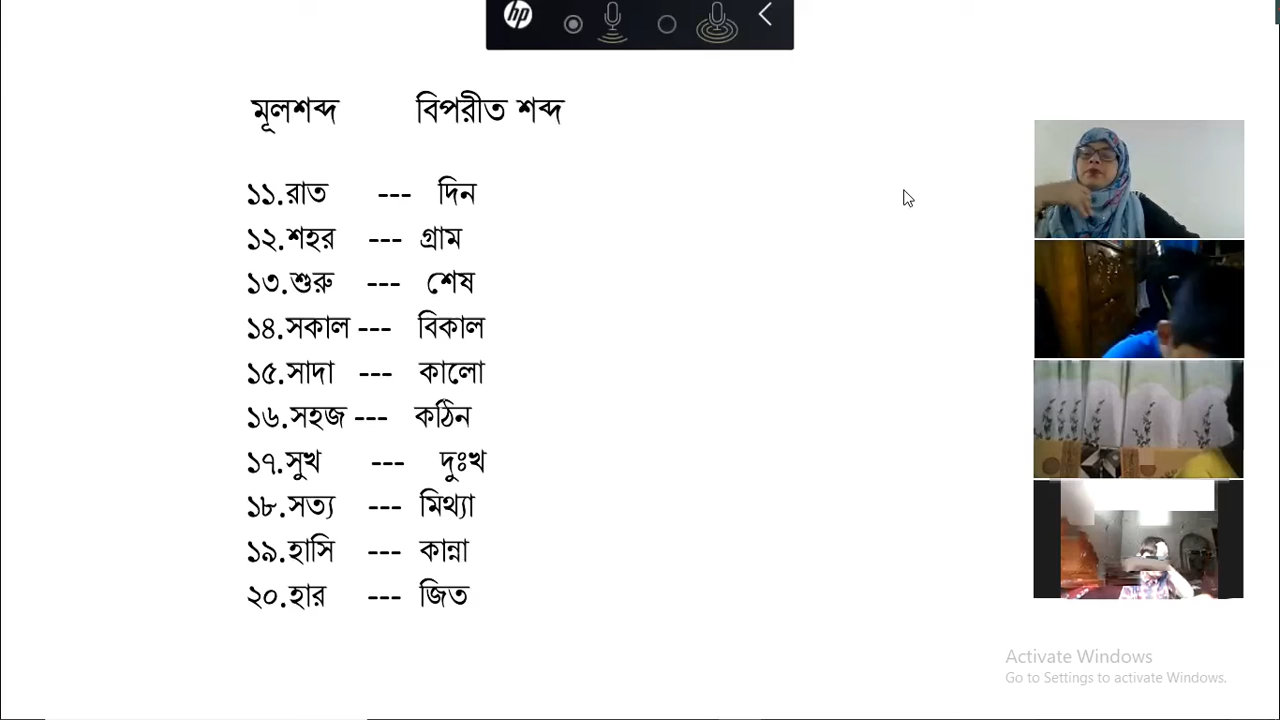 hp
মূলশব্দ বিপরীত শব্দ
১১.রাত --- দিন
১২.শহর --- গ্রাম
১৩.শুরু --- শেষ
১৪.সকাল --- বিকাল
১৫.সাদা --- কালো
১৬.সহজ --- কঠিন
১৭.সুখ --- দুঃখ
১৮.সত্য --- মিথ্যা
১৯.হাসি --- কান্না
২০.হার --- জিত
Activate Windows
Go to Settings to activate Windows.